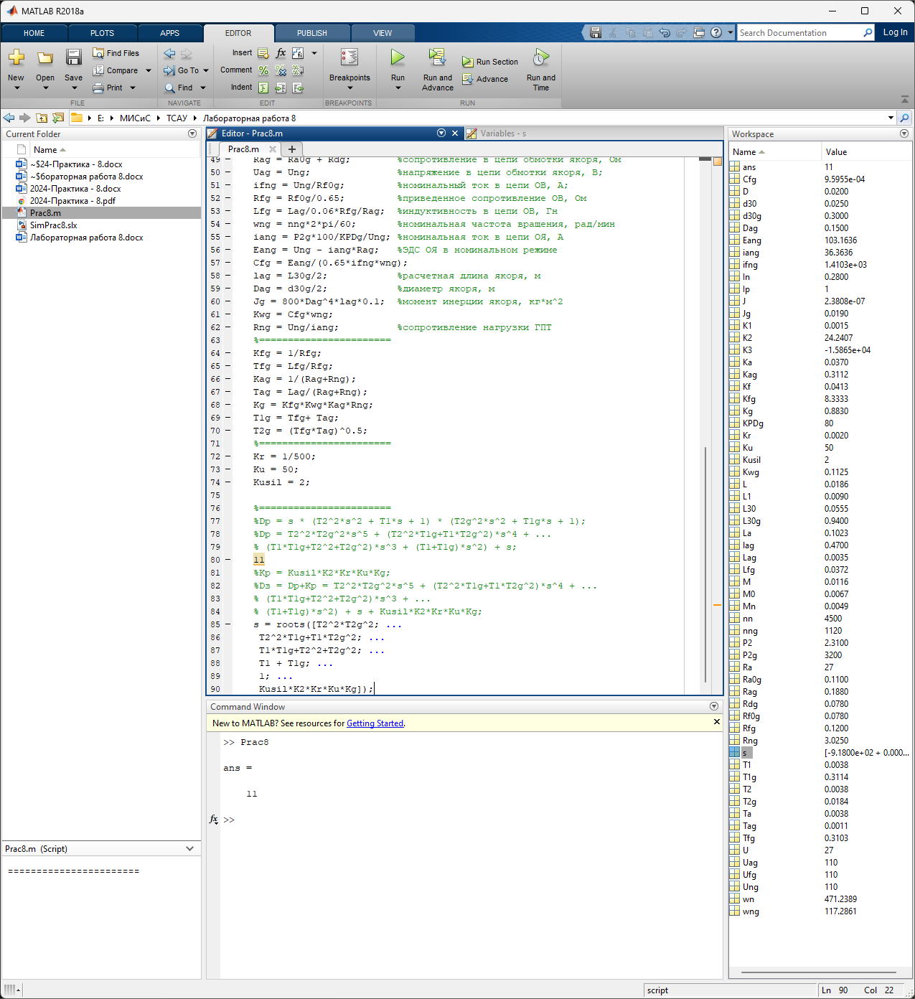 MATLAB R2018a
HOME PLOTS APPS EDITOR PUBLISH VIEW Search Documentation Log In
New Open Save Find Files Compare Print
Go To Find
Insert Comment Indent fx
Breakpoints
Run Run and Advance Run Section Advance Run and Time
FILE NAVIGATE EDIT BREAKPOINTS RUN
E: МИСиС ТСАУ Лабораторная работа 8
Current Folder
Name
~$24-Практика - 8.docx
~$бораторная работа 8.docx
2024-Практика - 8.docx
2024-Практика - 8.pdf
Prac8.m
SimPrac8.slx
Лабораторная работа 8.docx
Prac8.m (Script)
=======================
Editor - Prac8.m Variables - s
Prac8.m +
49 – Rag = Ra0g + Rdg; %сопротивление в цепи обмотки якоря, Ом
50 – Uag = Ung; %напряжение в цепи обмотки якоря, В;
51 – ifng = Ung/Rf0g; %номинальный ток в цепи ОВ, А;
52 – Rfg = Rf0g/0.65; %приведенное сопротивление ОВ, Ом
53 – Lfg = Lag/0.06*Rfg/Rag; %индуктивность в цепи ОВ, Гн
54 – wng = nng*2*pi/60; %номинальная частота вращения, рад/мин
55 – iang = P2g*100/KPDg/Ung; %номинальная ток в цепи ОЯ, А
56 – Eang = Ung - iang*Rag; %ЭДС ОЯ в номинальном режиме
57 – Cfg = Eang/(0.65*ifng*wng);
58 – lag = L30g/2; %расчетная длина якоря, м
59 – Dag = d30g/2; %диаметр якоря, м
60 – Jg = 800*Dag^4*lag*0.1; %момент инерции якоря, кг*м^2
61 – Kwg = Cfg*wng;
62 – Rng = Ung/iang; %сопротивление нагрузки ГПТ
63 %=======================
64 – Kfg = 1/Rfg;
65 – Tfg = Lfg/Rfg;
66 – Kag = 1/(Rag+Rng);
67 – Tag = Lag/(Rag+Rng);
68 – Kg = Kfg*Kwg*Kag*Rng;
69 – T1g = Tfg+ Tag;
70 – T2g = (Tfg*Tag)^0.5;
71 %=======================
72 – Kr = 1/500;
73 – Ku = 50;
74 – Kusil = 2;
75
76 %=======================
77 %Dp = s * (T2^2*s^2 + T1*s + 1) * (T2g^2*s^2 + T1g*s + 1);
78 %Dp = T2^2*T2g^2*s^5 + (T2^2*T1g+T1*T2g^2)*s^4 + ...
79 % (T1*T1g+T2^2+T2g^2)*s^3 + (T1+T1g)*s^2) + s;
80 – 11
81 %Kp = Kusil*K2*Kr*Ku*Kg;
82 %Dз = Dp+Kp = T2^2*T2g^2*s^5 + (T2^2*T1g+T1*T2g^2)*s^4 + ...
83 % (T1*T1g+T2^2+T2g^2)*s^3 + ...
84 % (T1+T1g)*s^2) + s + Kusil*K2*Kr*Ku*Kg;
85 – s = roots([T2^2*T2g^2; ...
86 T2^2*T1g+T1*T2g^2; ...
87 T1*T1g+T2^2+T2g^2; ...
88 T1 + T1g; ...
89 1; ...
90 Kusil*K2*Kr*Ku*Kg]);
Command Window
New to MATLAB? See resources for Getting Started.
>> Prac8
ans =
11
fx >>
Workspace
Name Value
ans 11
Cfg 9.5955e-04
D 0.0200
d30 0.0250
d30g 0.3000
Dag 0.1500
Eang 103.1636
iang 36.3636
ifng 1.4103e+03
In 0.2800
Ip 1
J 2.3808e-07
Jg 0.0190
K1 0.0015
K2 24.2407
K3 -1.5865e+04
Ka 0.0370
Kag 0.3112
Kf 0.0413
Kfg 8.3333
Kg 0.8830
KPDg 80
Kr 0.0020
Ku 50
Kusil 2
Kwg 0.1125
L 0.0186
L1 0.0090
L30 0.0555
L30g 0.9400
La 0.1023
lag 0.4700
Lag 0.0035
Lfg 0.0372
M 0.0116
M0 0.0067
Mn 0.0049
nn 4500
nng 1120
P2 2.3100
P2g 3200
Ra 27
Ra0g 0.1100
Rag 0.1880
Rdg 0.0780
Rf0g 0.0780
Rfg 0.1200
Rng 3.0250
s [-9.1800e+02 + 0.000...
T1 0.0038
T1g 0.3114
T2 0.0038
T2g 0.0184
Ta 0.0038
Tag 0.0011
Tfg 0.3103
U 27
Uag 110
Ufg 110
Ung 110
wn 471.2389
wng 117.2861
script Ln 90 Col 22